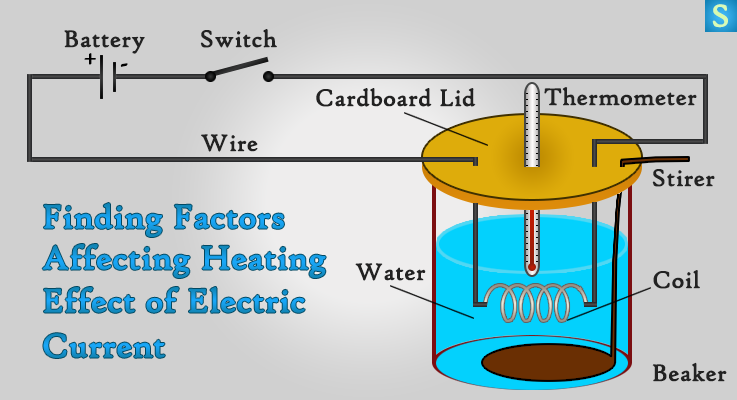 S
Battery
Switch
+ -
Cardboard Lid
Thermometer
Wire
Stirer
Finding Factors
Affecting Heating
Effect of Electric
Current
Water
Coil
Beaker